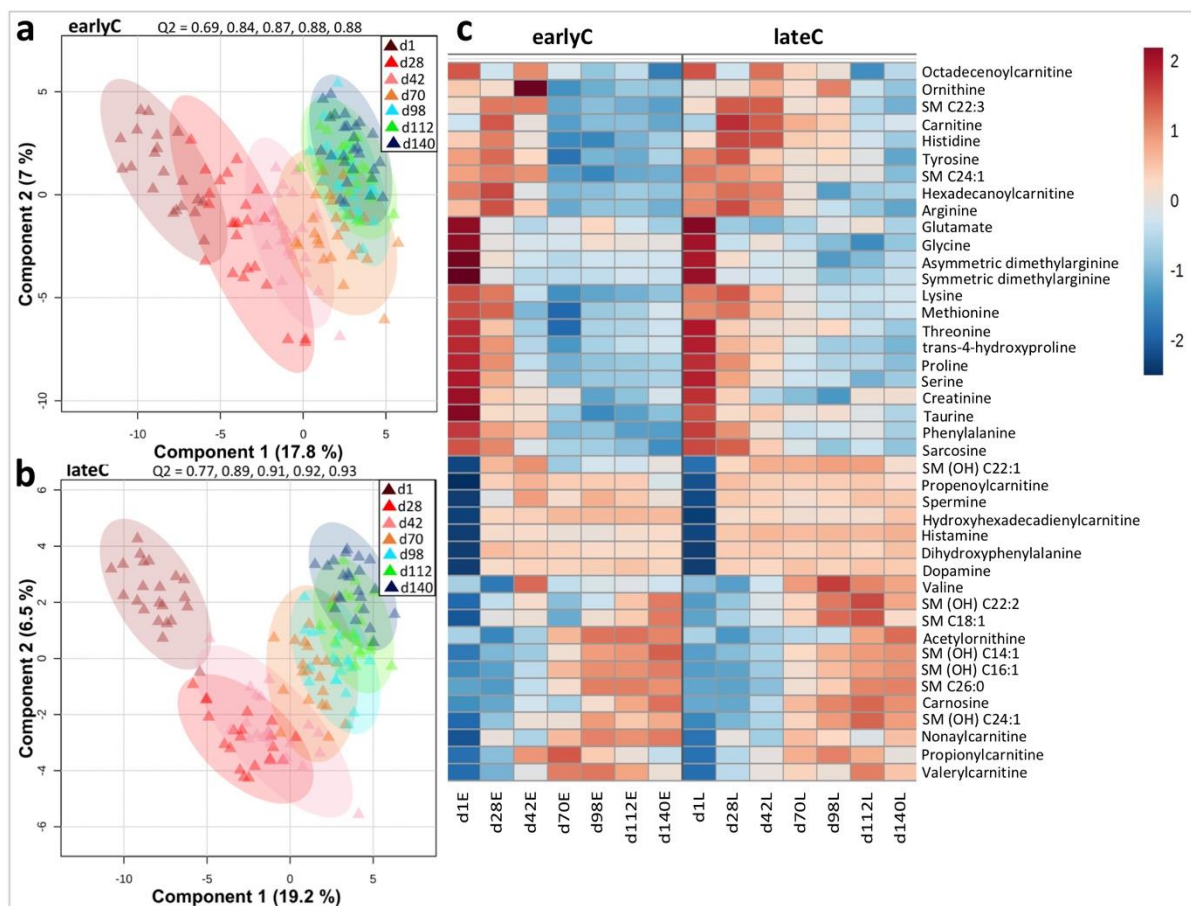 a earlyC Q2 = 0.69, 0.84, 0.87, 0.88, 0.88
d1
d28
d42
d70
d98
d112
d140
Component 2 (7 %)
5
0
-5
-10
-10 -5 0 5
Component 1 (17.8 %)
b lateC Q2 = 0.77, 0.89, 0.91, 0.92, 0.93
d1
d28
d42
d70
d98
d112
d140
Component 2 (6.5 %)
6
4
2
0
-2
-4
-6
-10 -5 0 5
Component 1 (19.2 %)
c earlyC lateC
Octadecenoylcarnitine
Ornithine
SM C22:3
Carnitine
Histidine
Tyrosine
SM C24:1
Hexadecanoylcarnitine
Arginine
Glutamate
Glycine
Asymmetric dimethylarginine
Symmetric dimethylarginine
Lysine
Methionine
Threonine
trans-4-hydroxyproline
Proline
Serine
Creatinine
Taurine
Phenylalanine
Sarcosine
SM (OH) C22:1
Propenoylcarnitine
Spermine
Hydroxyhexadecadienylcarnitine
Histamine
Dihydroxyphenylalanine
Dopamine
Valine
SM (OH) C22:2
SM C18:1
Acetylornithine
SM (OH) C14:1
SM (OH) C16:1
SM C26:0
Carnosine
SM (OH) C24:1
Nonaylcarnitine
Propionylcarnitine
Valerylcarnitine
d1E d28E d42E d70E d98E d112E d140E d1L d28L d42L d70L d98L d112L d140L
2
1
0
-1
-2